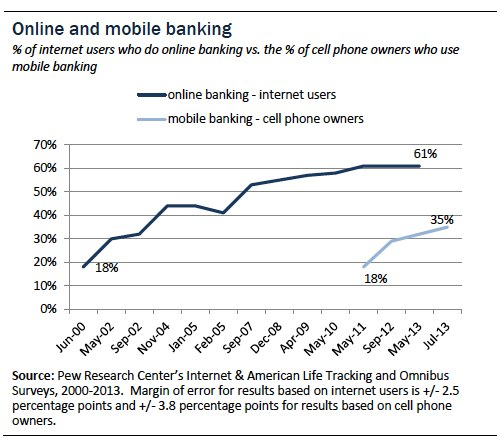 Online and mobile banking
% of internet users who do online banking vs. the % of cell phone owners who use
mobile banking
online banking - internet users
mobile banking - cell phone owners
70%
60%
50%
40%
30%
20%
10%
0%
61%
35%
18%
18%
Jun-00
May-02
Sep-02
Nov-04
Jan-05
Feb-05
Sep-07
Dec-08
Apr-09
May-10
May-11
Sep-12
May-13
Jul-13
Source: Pew Research Center's Internet & American Life Tracking and Omnibus
Surveys, 2000-2013. Margin of error for results based on internet users is +/- 2.5
percentage points and +/- 3.8 percentage points for results based on cell phone
owners.